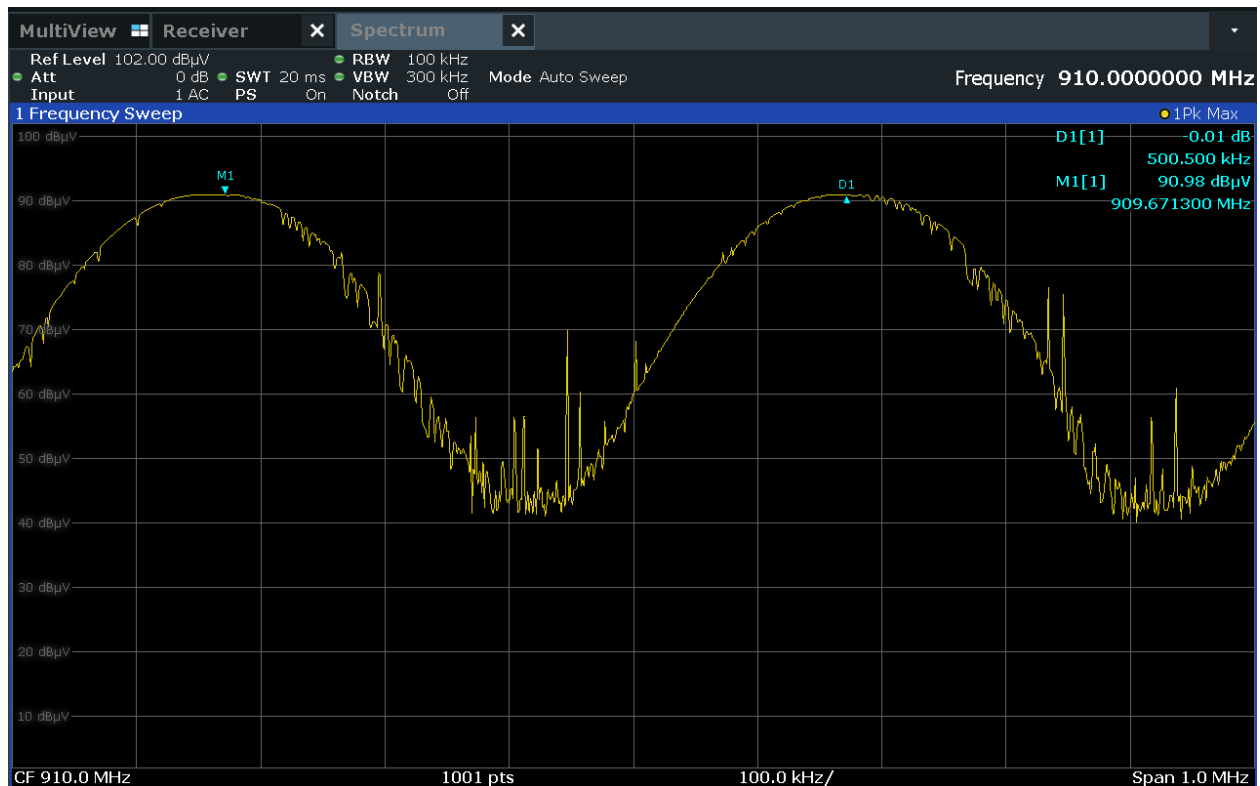 MultiView Receiver Spectrum
Ref Level 102.00 dBµV RBW 100 kHz
Att 0 dB SWT 20 ms VBW 300 kHz Mode Auto Sweep Frequency 910.0000000 MHz
Input 1 AC PS On Notch Off
1 Frequency Sweep 1Pk Max
100 dBµV D1[1] -0.01 dB
500.500 kHz
M1 D1 M1[1] 90.98 dBµV
90 dBµV 909.671300 MHz
80 dBµV
70 dBµV
60 dBµV
50 dBµV
40 dBµV
30 dBµV
20 dBµV
10 dBµV
CF 910.0 MHz 1001 pts 100.0 kHz/ Span 1.0 MHz